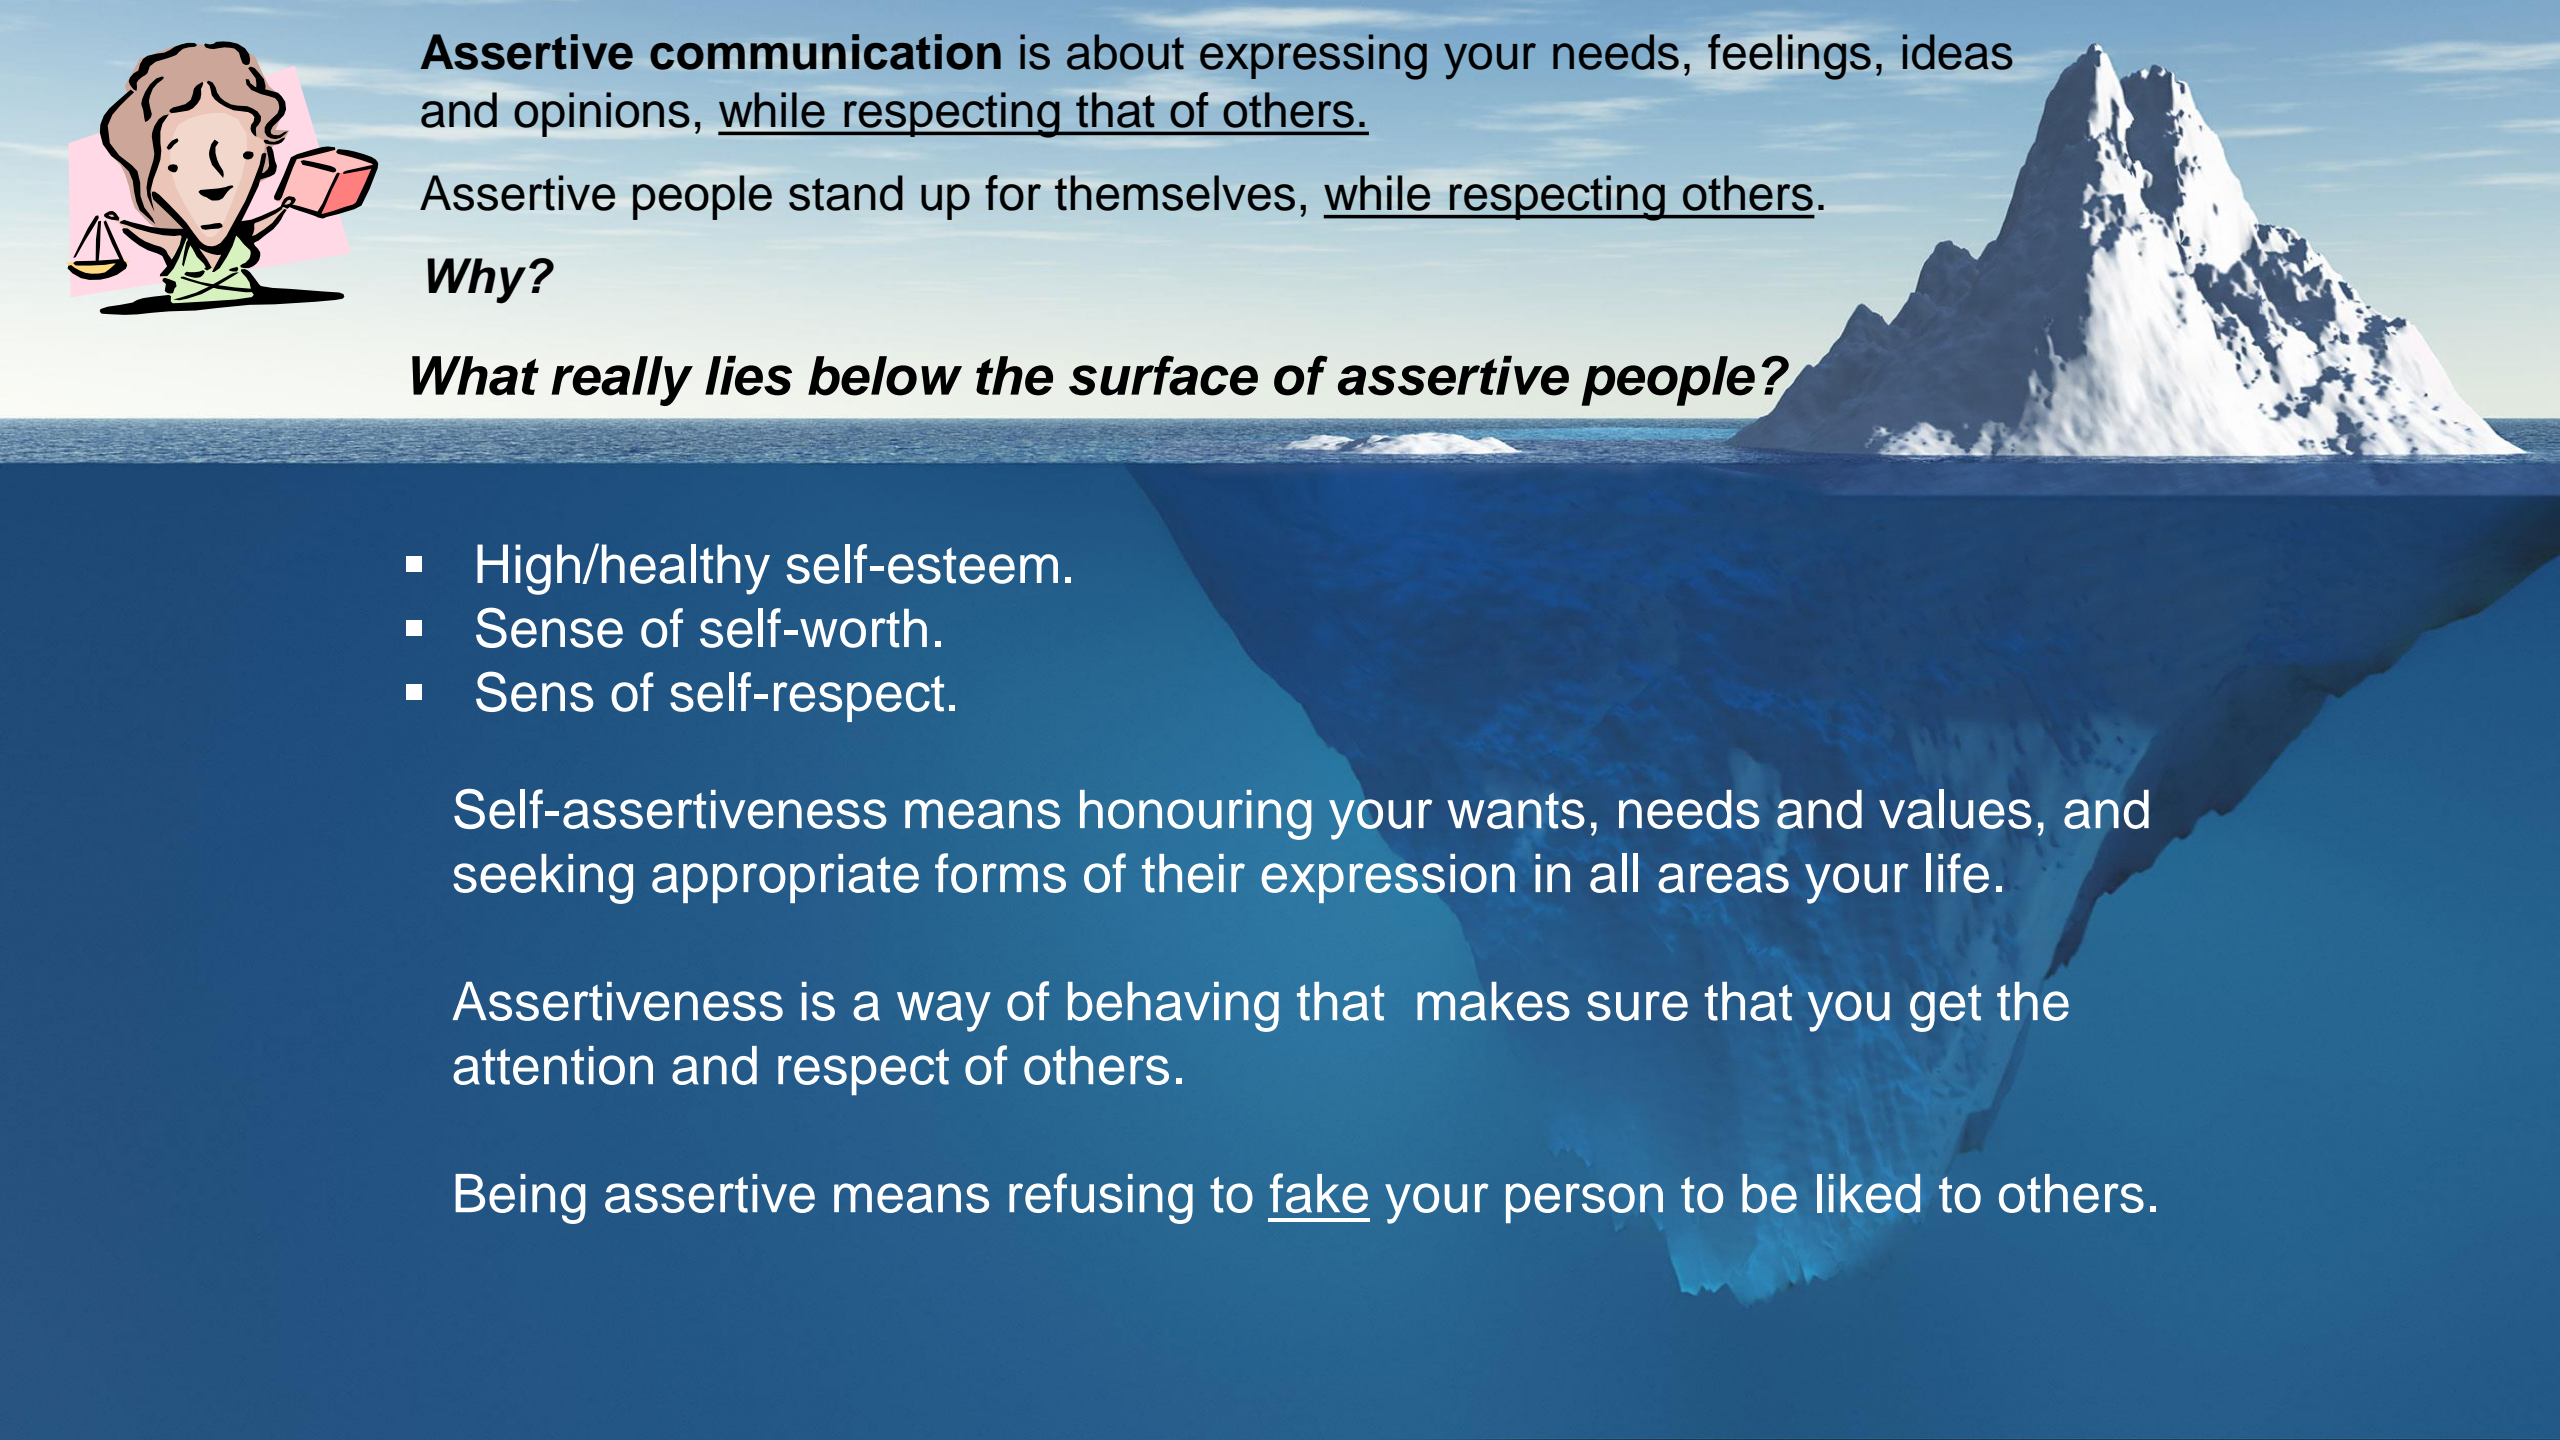 Assertive communication is about expressing your needs, feelings, ideas
and opinions, while respecting that of others.
Assertive people stand up for themselves, while respecting others.
Why?
What really lies below the surface of assertive people?
▪ High/healthy self-esteem.
▪ Sense of self-worth.
▪ Sens of self-respect.
Self-assertiveness means honouring your wants, needs and values, and
seeking appropriate forms of their expression in all areas your life.
Assertiveness is a way of behaving that  makes sure that you get the
attention and respect of others.
Being assertive means refusing to fake your person to be liked to others.